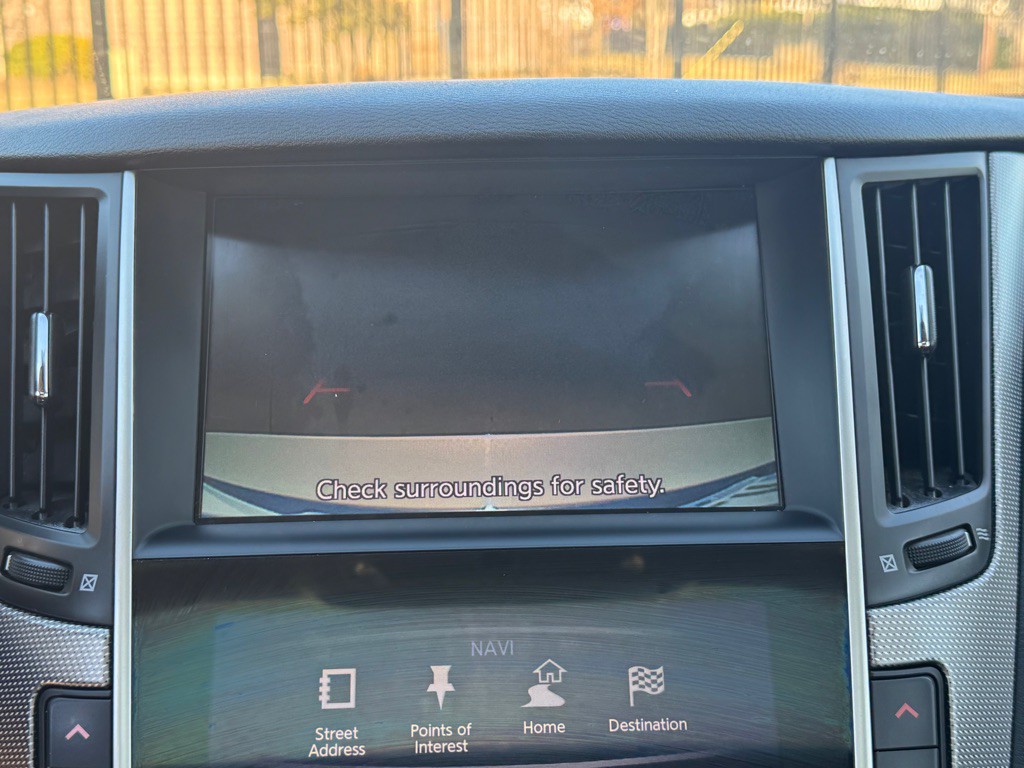 Check surroundings for safety.
NAVI
Street
Address
Points of
Interest
Home
Destination